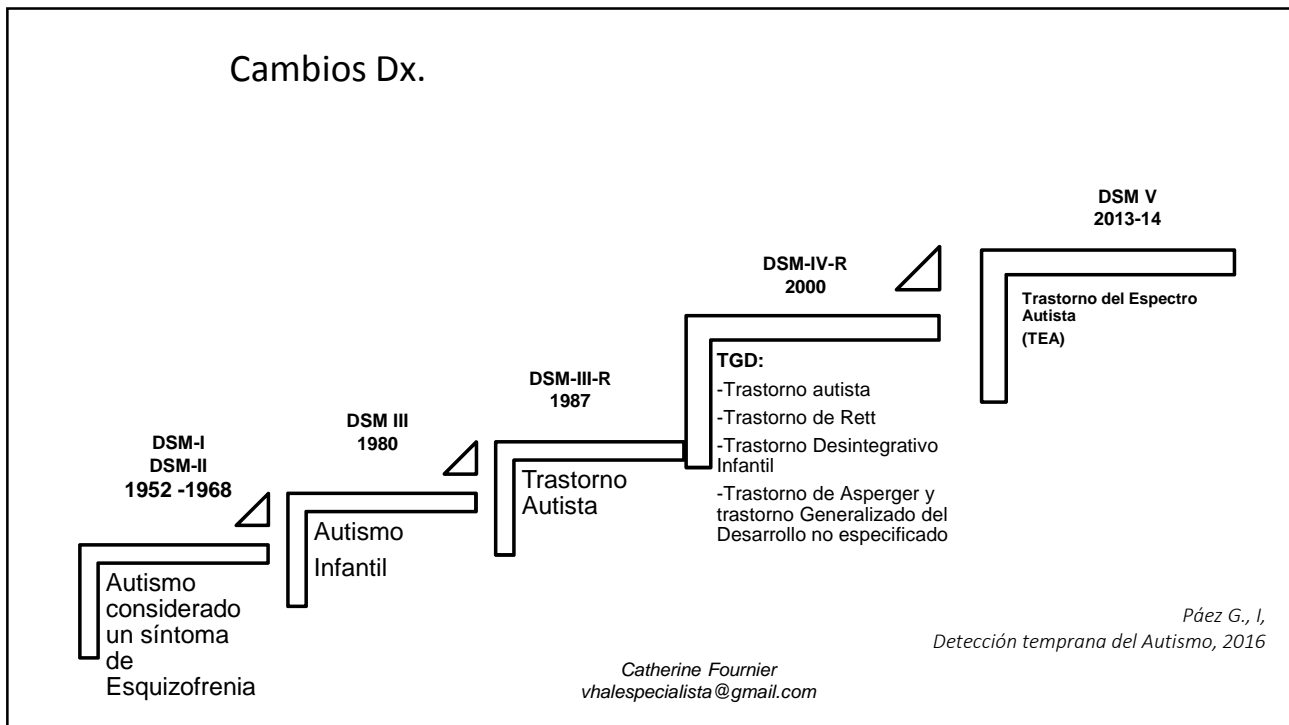 Cambios Dx.
DSM-I
DSM-II
1952 -1968
Autismo
considerado
un síntoma
de
Esquizofrenia
DSM III
1980
Autismo
Infantil
DSM-III-R
1987
Trastorno
Autista
DSM-IV-R
2000
TGD:
-Trastorno autista
-Trastorno de Rett
-Trastorno Desintegrativo
Infantil
-Trastorno de Asperger y
trastorno Generalizado del
Desarrollo no especificado
DSM V
2013-14
Trastorno del Espectro
Autista
(TEA)
Páez G., I,
Detección temprana del Autismo, 2016
Catherine Fournier
vhalespecialista@gmail.com